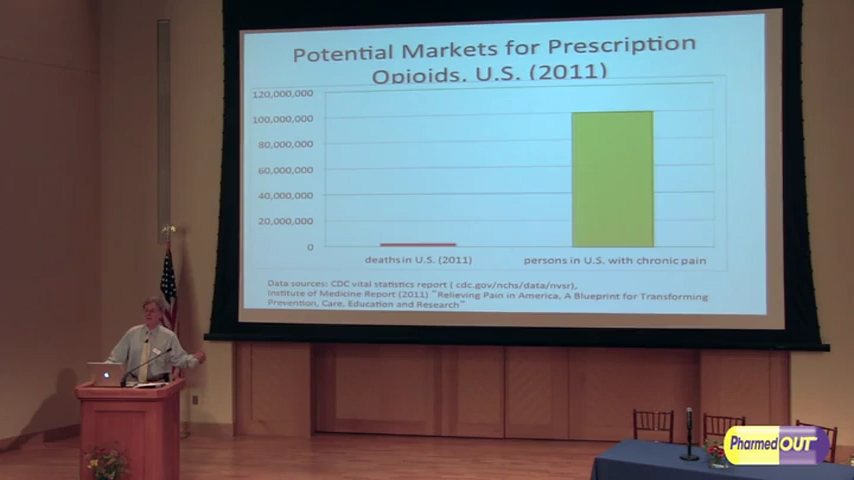 Potential Markets for Prescription
Opioids, U.S. (2011)
120,000,000
100,000,000
80,000,000
60,000,000
40,000,000
20,000,000
0
deaths in U.S. (2011)
persons in U.S. with chronic pain
Data sources: CDC vital statistics report ( cdc.gov/nchs/data/nvsr),
Institute of Medicine Report (2011) "Relieving Pain in America, A Blueprint for Transforming
Prevention, Care, Education and Research"
PharmedOUT